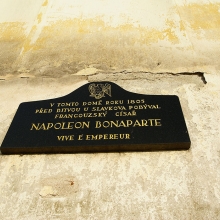 V TOMTO DOMĚ ROKU 1805
PŘED BITVOU U SLAVKOVA POBÝVAL
FRANCOUZSKÝ CÍSAŘ
NAPOLEON BONAPARTE
VIVE L'EMPEREUR